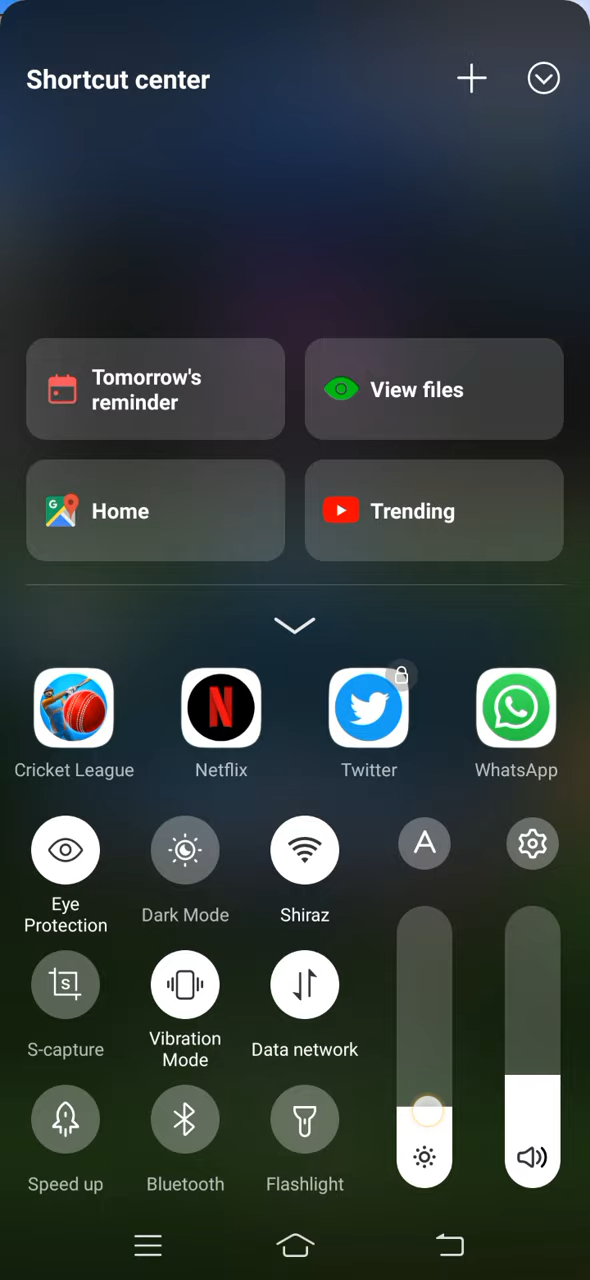 Shortcut center
Tomorrow's
reminder
View files
Home
Trending
Cricket League
Netflix
Twitter
WhatsApp
Eye
Protection
Dark Mode
Shiraz
A
S-capture
Vibration
Mode
Data network
Speed up
Bluetooth
Flashlight